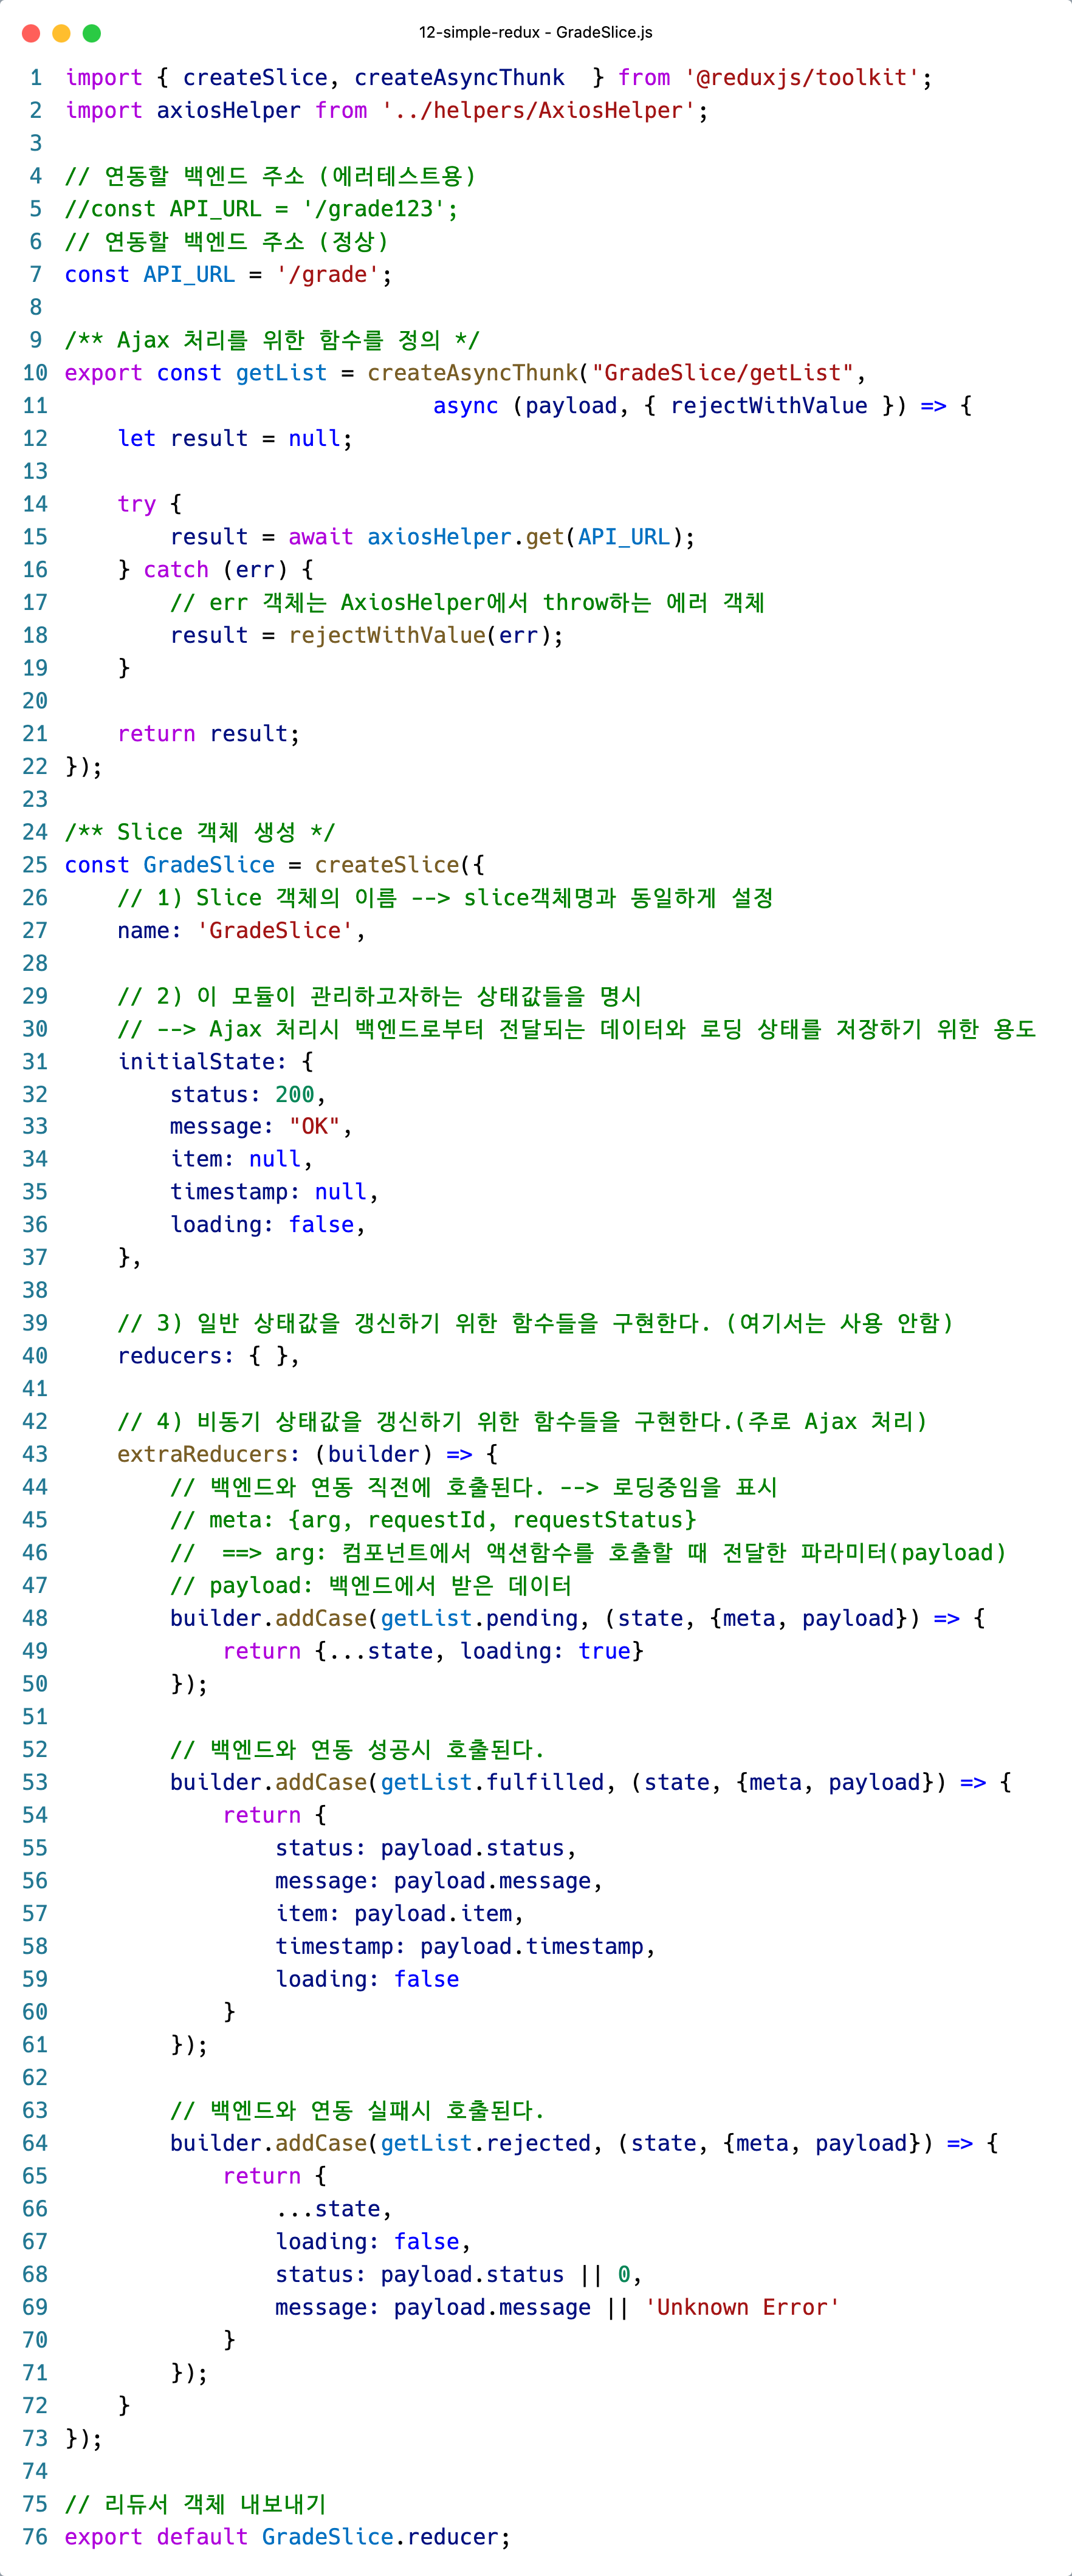 12-simple-redux - GradeSlice.js
1 import { createSlice, createAsyncThunk  } from '@reduxjs/toolkit';
2 import axiosHelper from '../helpers/AxiosHelper';
3
4 // 연동할 백엔드 주소 (에러테스트용)
5 //const API_URL = '/grade123';
6 // 연동할 백엔드 주소 (정상)
7 const API_URL = '/grade';
8
9 /** Ajax 처리를 위한 함수를 정의 */
10 export const getList = createAsyncThunk("GradeSlice/getList",
11                             async (payload, { rejectWithValue }) => {
12     let result = null;
13
14     try {
15         result = await axiosHelper.get(API_URL);
16     } catch (err) {
17         // err 객체는 AxiosHelper에서 throw하는 에러 객체
18         result = rejectWithValue(err);
19     }
20
21     return result;
22 });
23
24 /** Slice 객체 생성 */
25 const GradeSlice = createSlice({
26     // 1) Slice 객체의 이름 --> slice객체명과 동일하게 설정
27     name: 'GradeSlice',
28
29     // 2) 이 모듈이 관리하고자하는 상태값들을 명시
30     // --> Ajax 처리시 백엔드로부터 전달되는 데이터와 로딩 상태를 저장하기 위한 용도
31     initialState: {
32         status: 200,
33         message: "OK",
34         item: null,
35         timestamp: null,
36         loading: false,
37     },
38
39     // 3) 일반 상태값을 갱신하기 위한 함수들을 구현한다. (여기서는 사용 안함)
40     reducers: { },
41
42     // 4) 비동기 상태값을 갱신하기 위한 함수들을 구현한다.(주로 Ajax 처리)
43     extraReducers: (builder) => {
44         // 백엔드와 연동 직전에 호출된다. --> 로딩중임을 표시
45         // meta: {arg, requestId, requestStatus}
46         //  ==> arg: 컴포넌트에서 액션함수를 호출할 때 전달한 파라미터(payload)
47         // payload: 백엔드에서 받은 데이터
48         builder.addCase(getList.pending, (state, {meta, payload}) => {
49             return {...state, loading: true}
50         });
51
52         // 백엔드와 연동 성공시 호출된다.
53         builder.addCase(getList.fulfilled, (state, {meta, payload}) => {
54             return {
55                 status: payload.status,
56                 message: payload.message,
57                 item: payload.item,
58                 timestamp: payload.timestamp,
59                 loading: false
60             }
61         });
62
63         // 백엔드와 연동 실패시 호출된다.
64         builder.addCase(getList.rejected, (state, {meta, payload}) => {
65             return {
66                 ...state,
67                 loading: false,
68                 status: payload.status || 0,
69                 message: payload.message || 'Unknown Error'
70             }
71         });
72     }
73 });
74
75 // 리듀서 객체 내보내기
76 export default GradeSlice.reducer;